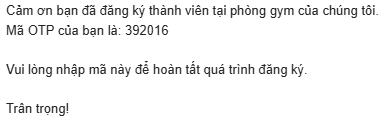 Cảm ơn bạn đã đăng ký thành viên tại phòng gym của chúng tôi.
Mã OTP của bạn là: 392016
Vui lòng nhập mã này để hoàn tất quá trình đăng ký.
Trân trọng!